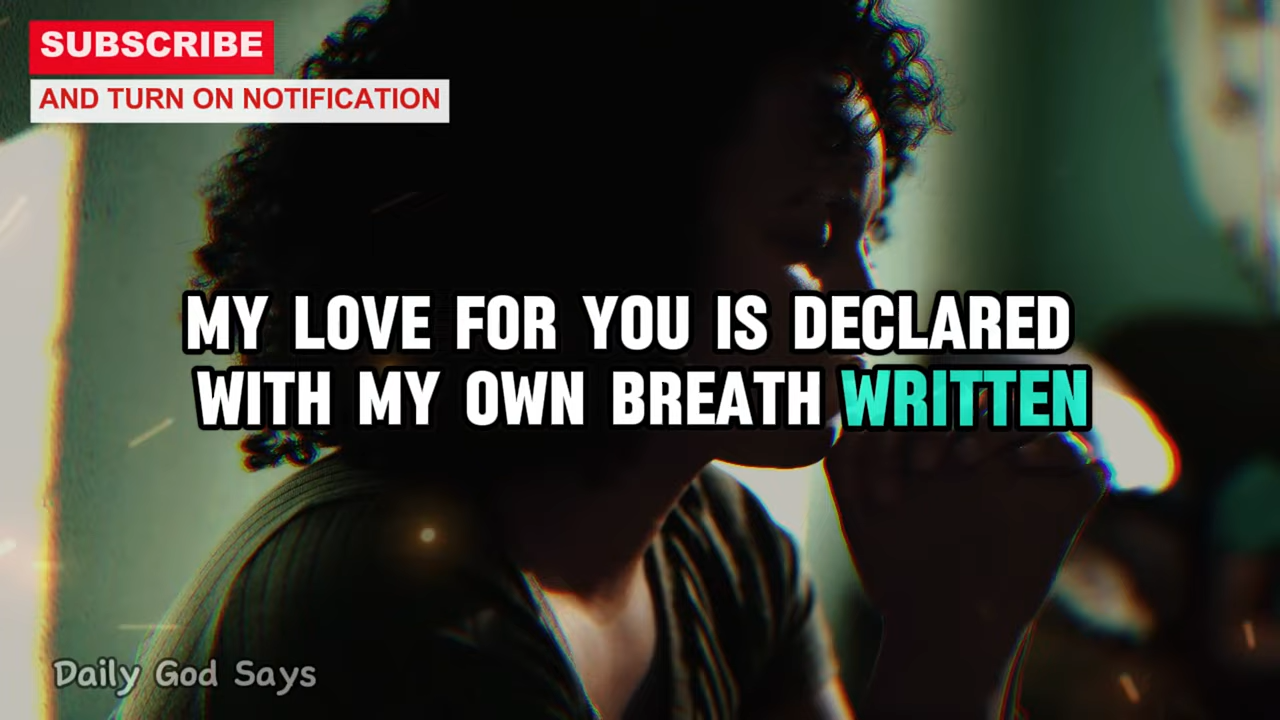 SUBSCRIBE
AND TURN ON NOTIFICATION
MY LOVE FOR YOU IS DECLARED
WITH MY OWN BREATH WRITTEN
Daily God Says